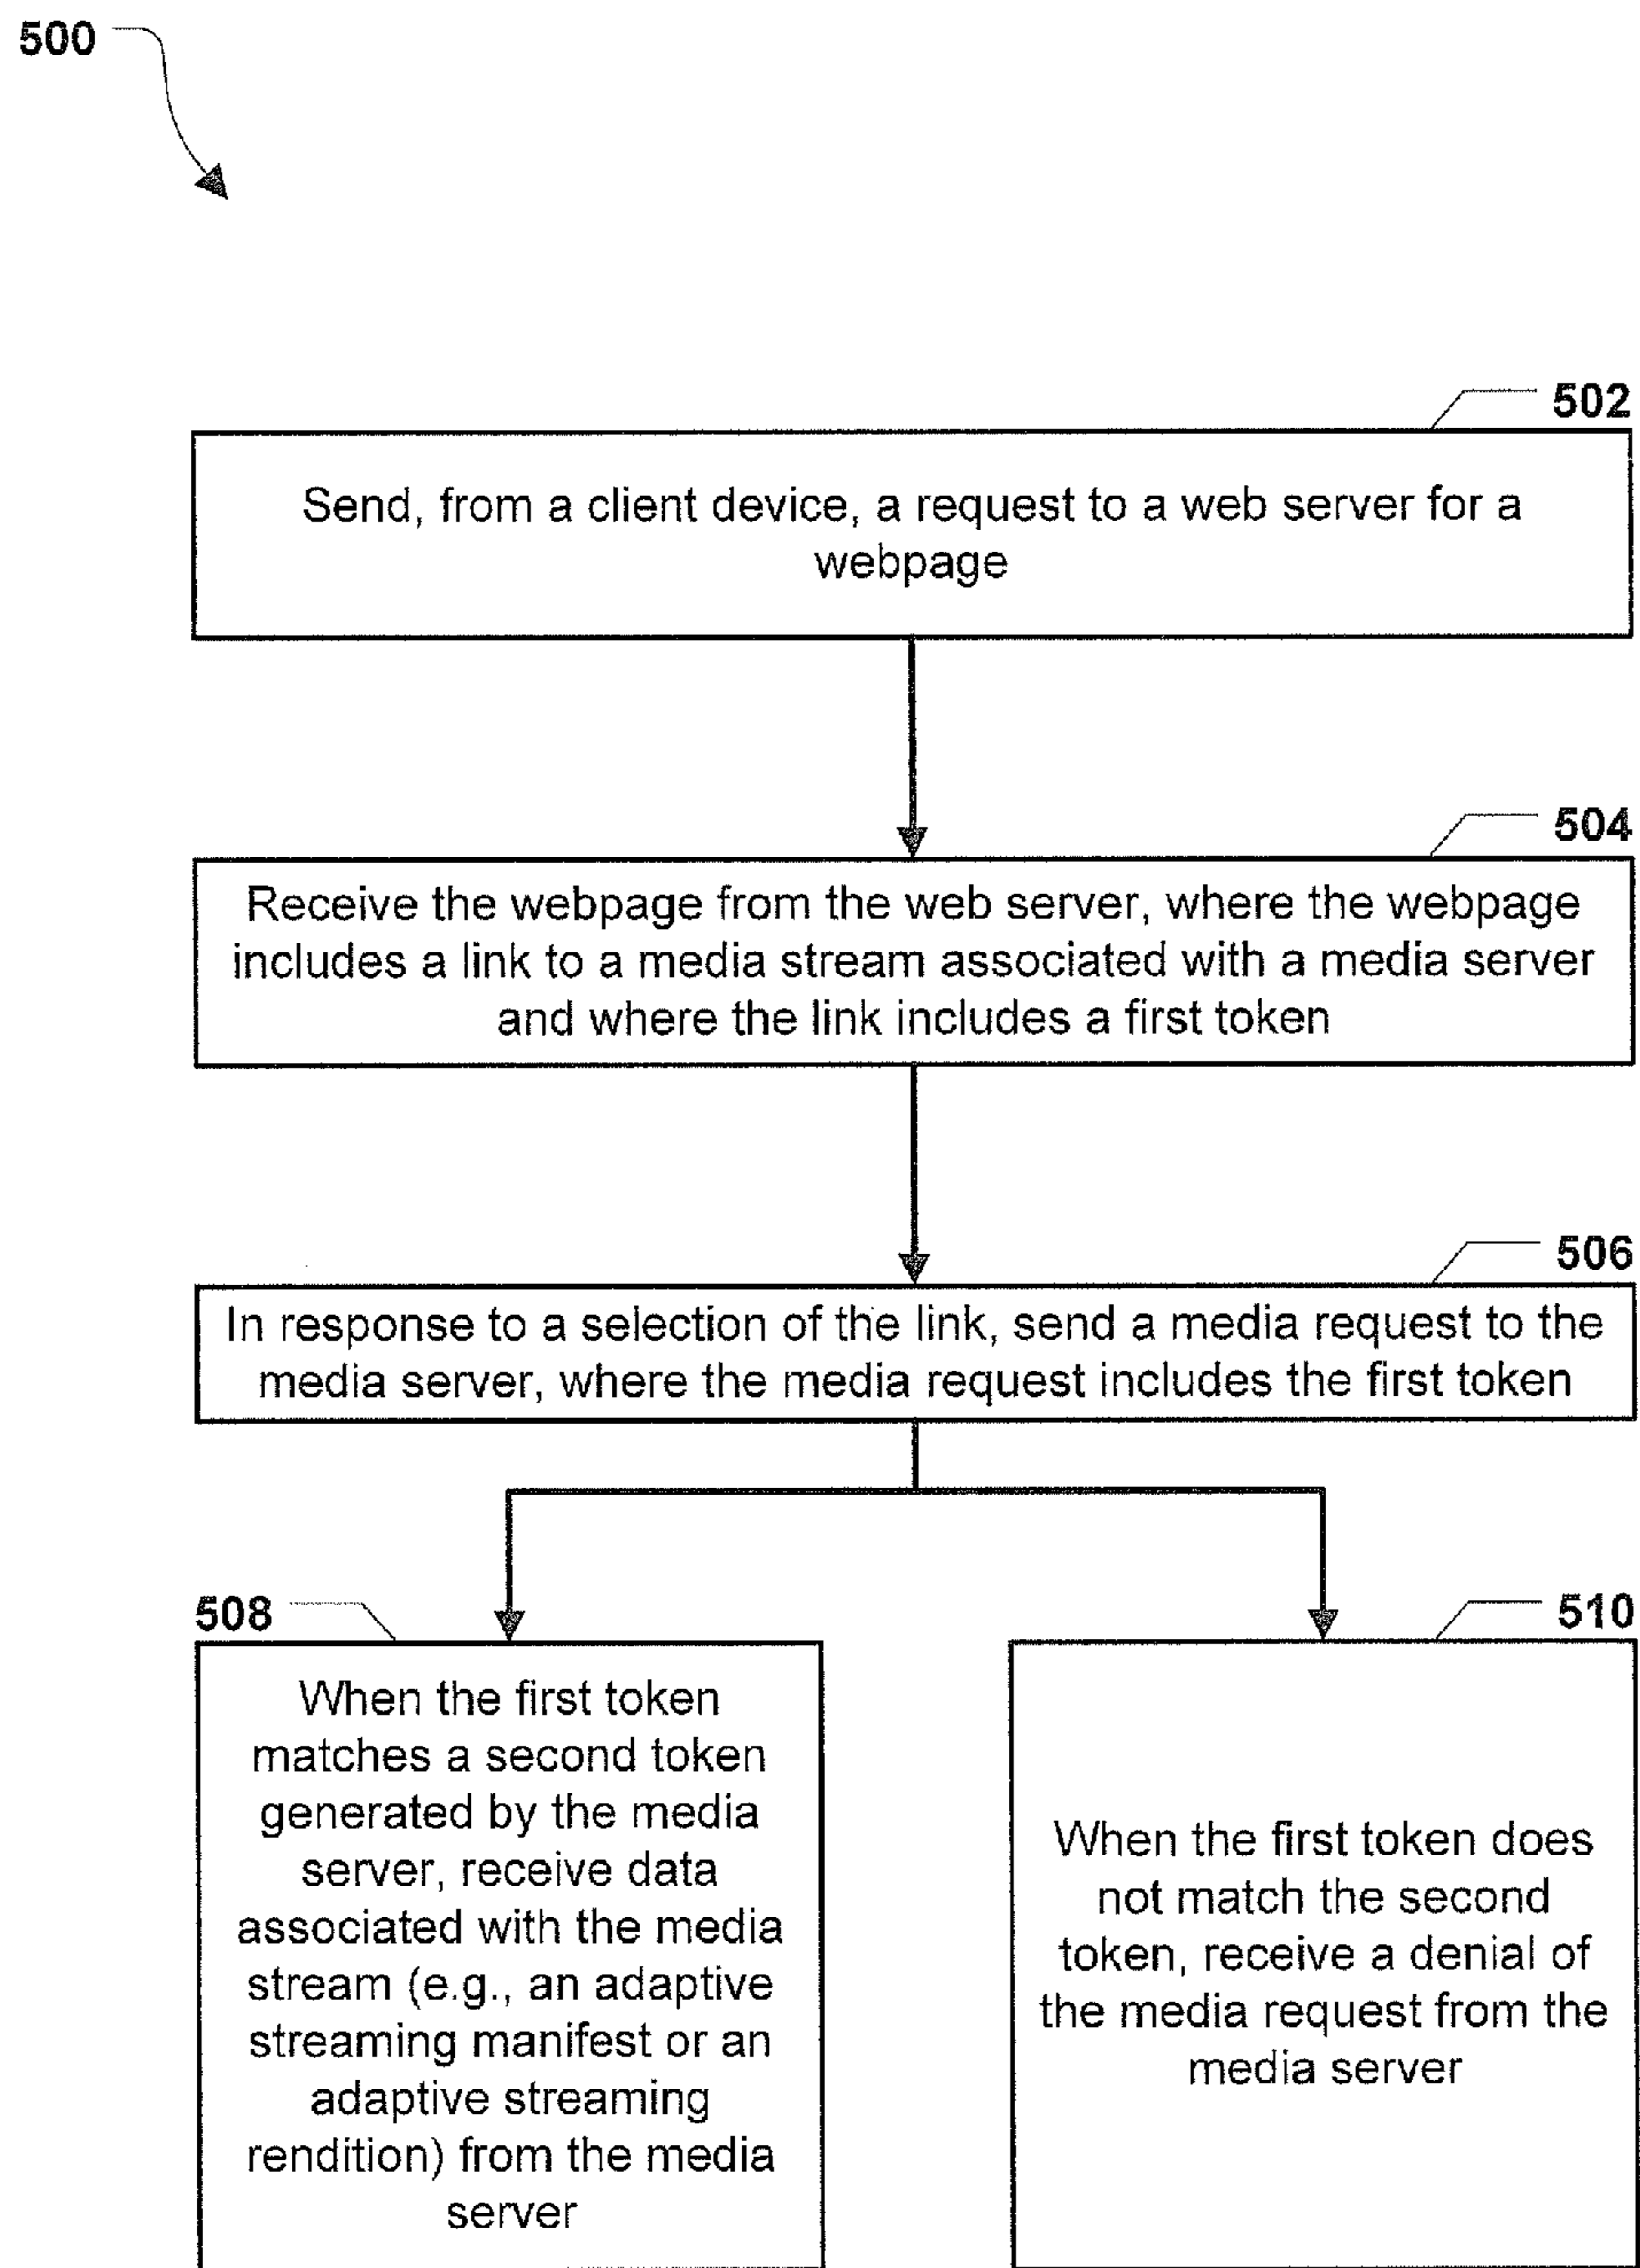 500
502
Send, from a client device, a request to a web server for a
webpage
504
Receive the webpage from the web server, where the webpage
includes a link to a media stream associated with a media server
and where the link includes a first token
506
In response to a selection of the link, send a media request to the
media server, where the media request includes the first token
508
When the first token
matches a second token
generated by the media
server, receive data
associated with the media
stream (e.g., an adaptive
streaming manifest or an
adaptive streaming
rendition) from the media
server
510
When the first token does
not match the second
token, receive a denial of
the media request from the
media server